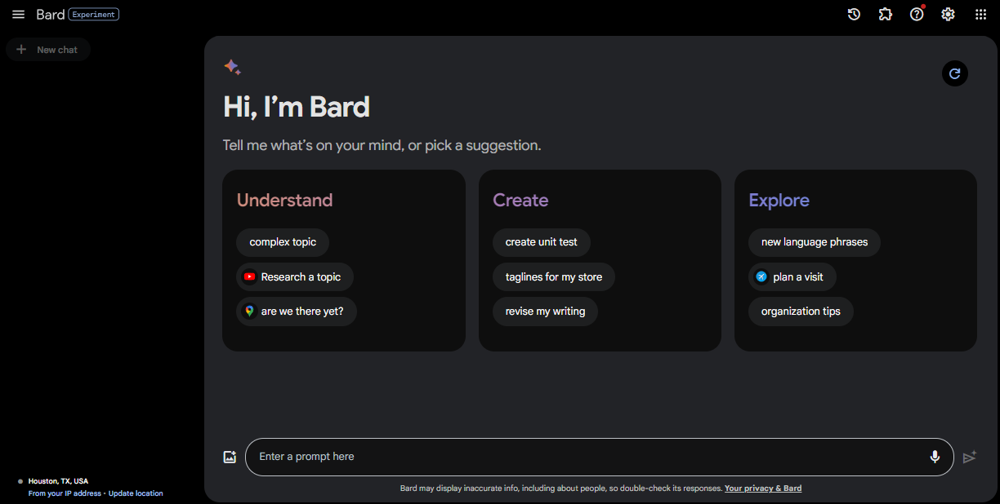 Bard Experiment
New chat
Hi, I'm Bard
Tell me what's on your mind, or pick a suggestion.
Understand
complex topic
Research a topic
are we there yet?
Create
create unit test
taglines for my store
revise my writing
Explore
new language phrases
plan a visit
organization tips
Enter a prompt here
Bard may display inaccurate info, including about people, so double-check its responses. Your privacy & Bard
Houston, TX, USA
From your IP address • Update location